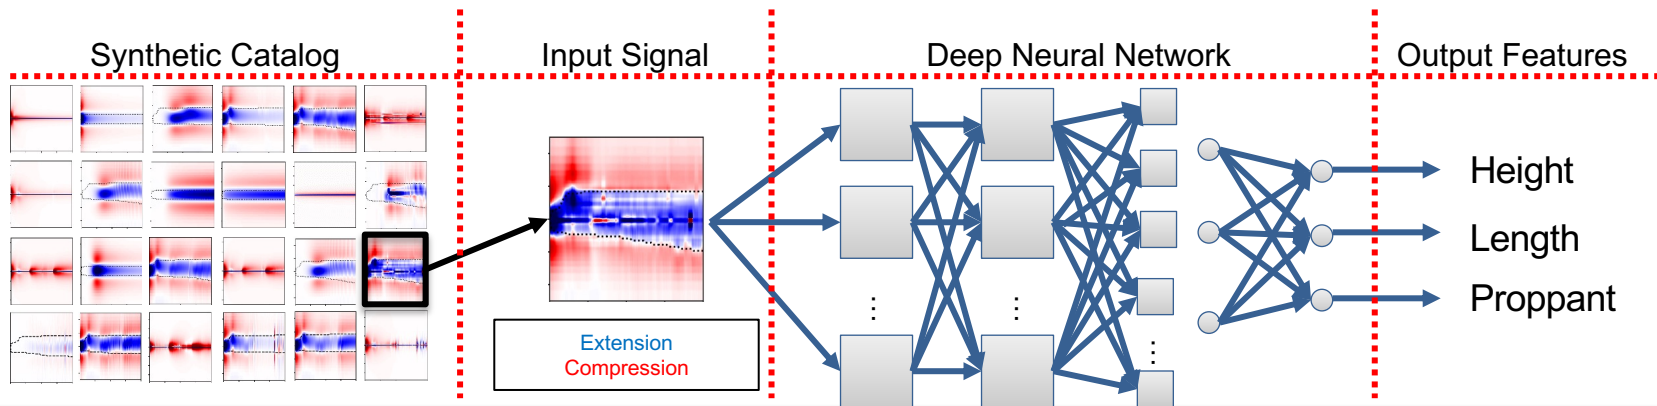 Synthetic Catalog
Input Signal
Deep Neural Network
Output Features
Extension
Compression
Height
Length
Proppant